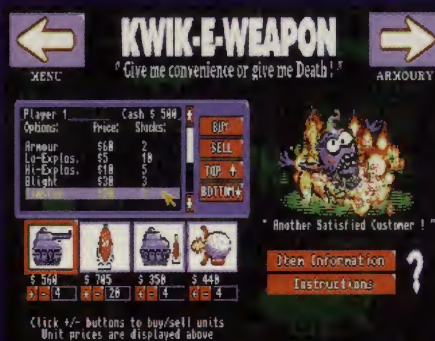 KWIK-E-WEAPON
" Give me convenience or give me Death ! "
MENU
ARMOURY
Player 1 Cash $ 500
Options: Price: Stocks:
Armour $60 2
Lo-Explos. $5 10
Hi-Explos. $10 5
Blight $30 3
BUY
SELL
TOP
BOTTOM
" Another Satisfied Customer ! "
Item Information
Instructions
?
$ 560 $ 705 $ 350 $ 440
+ - 4 + - 20 + - 4 + - 4
Click +/- buttons to buy/sell units
Unit prices are displayed above